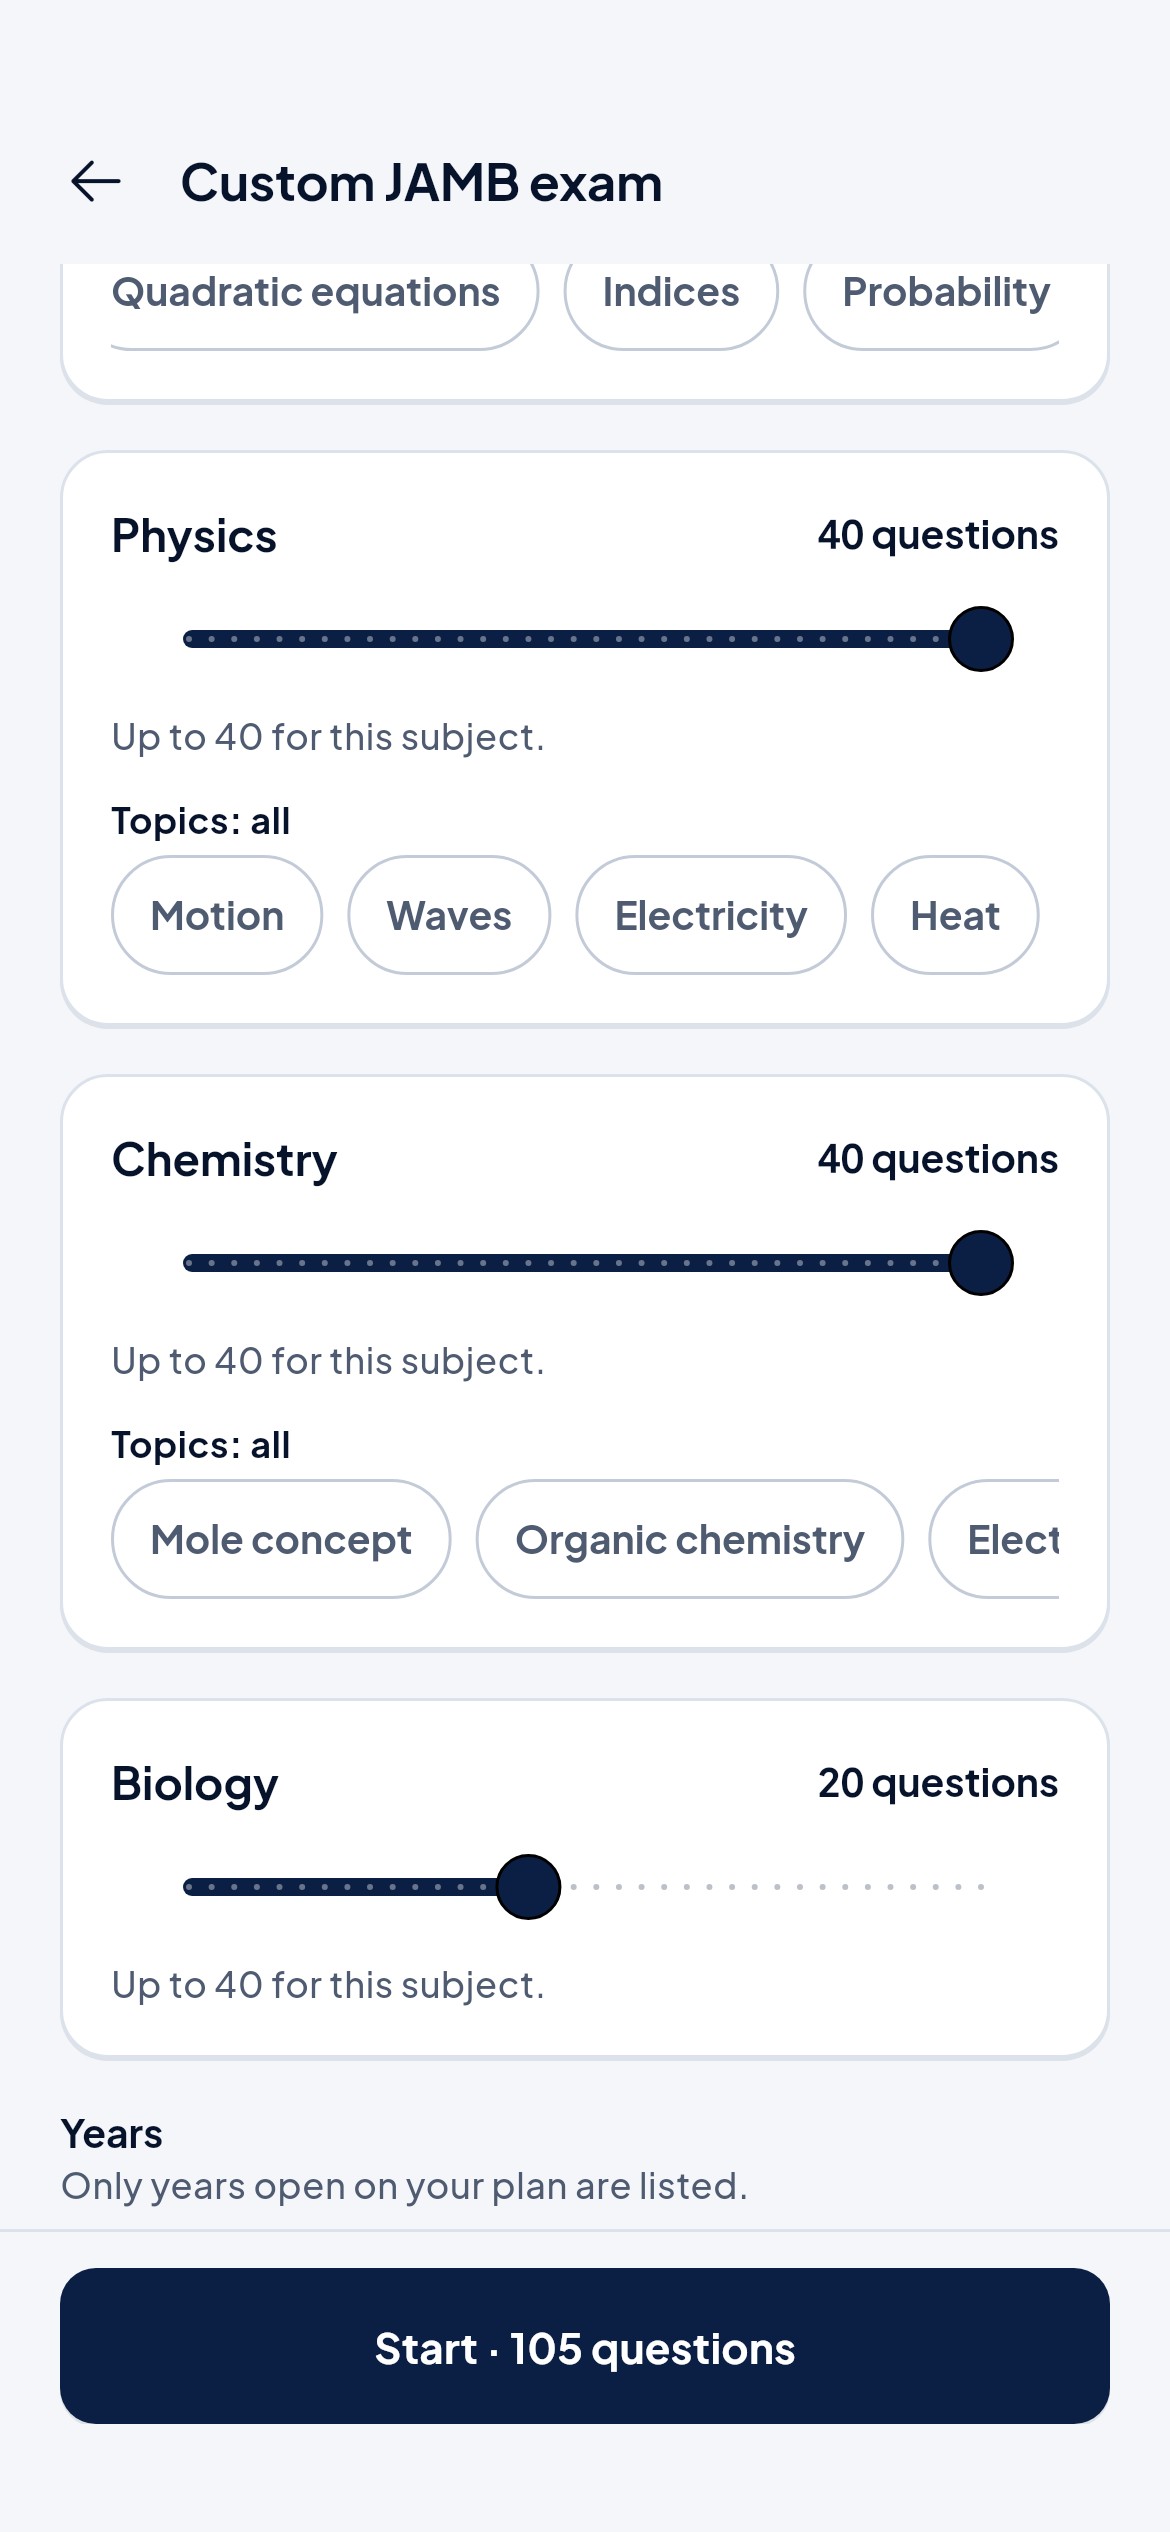 Custom JAMB exam
Quadratic equations Indices Probability
Physics 40 questions
Up to 40 for this subject.
Topics: all
Motion Waves Electricity Heat
Chemistry 40 questions
Up to 40 for this subject.
Topics: all
Mole concept Organic chemistry Elect
Biology 20 questions
Up to 40 for this subject.
Years
Only years open on your plan are listed.
Start · 105 questions